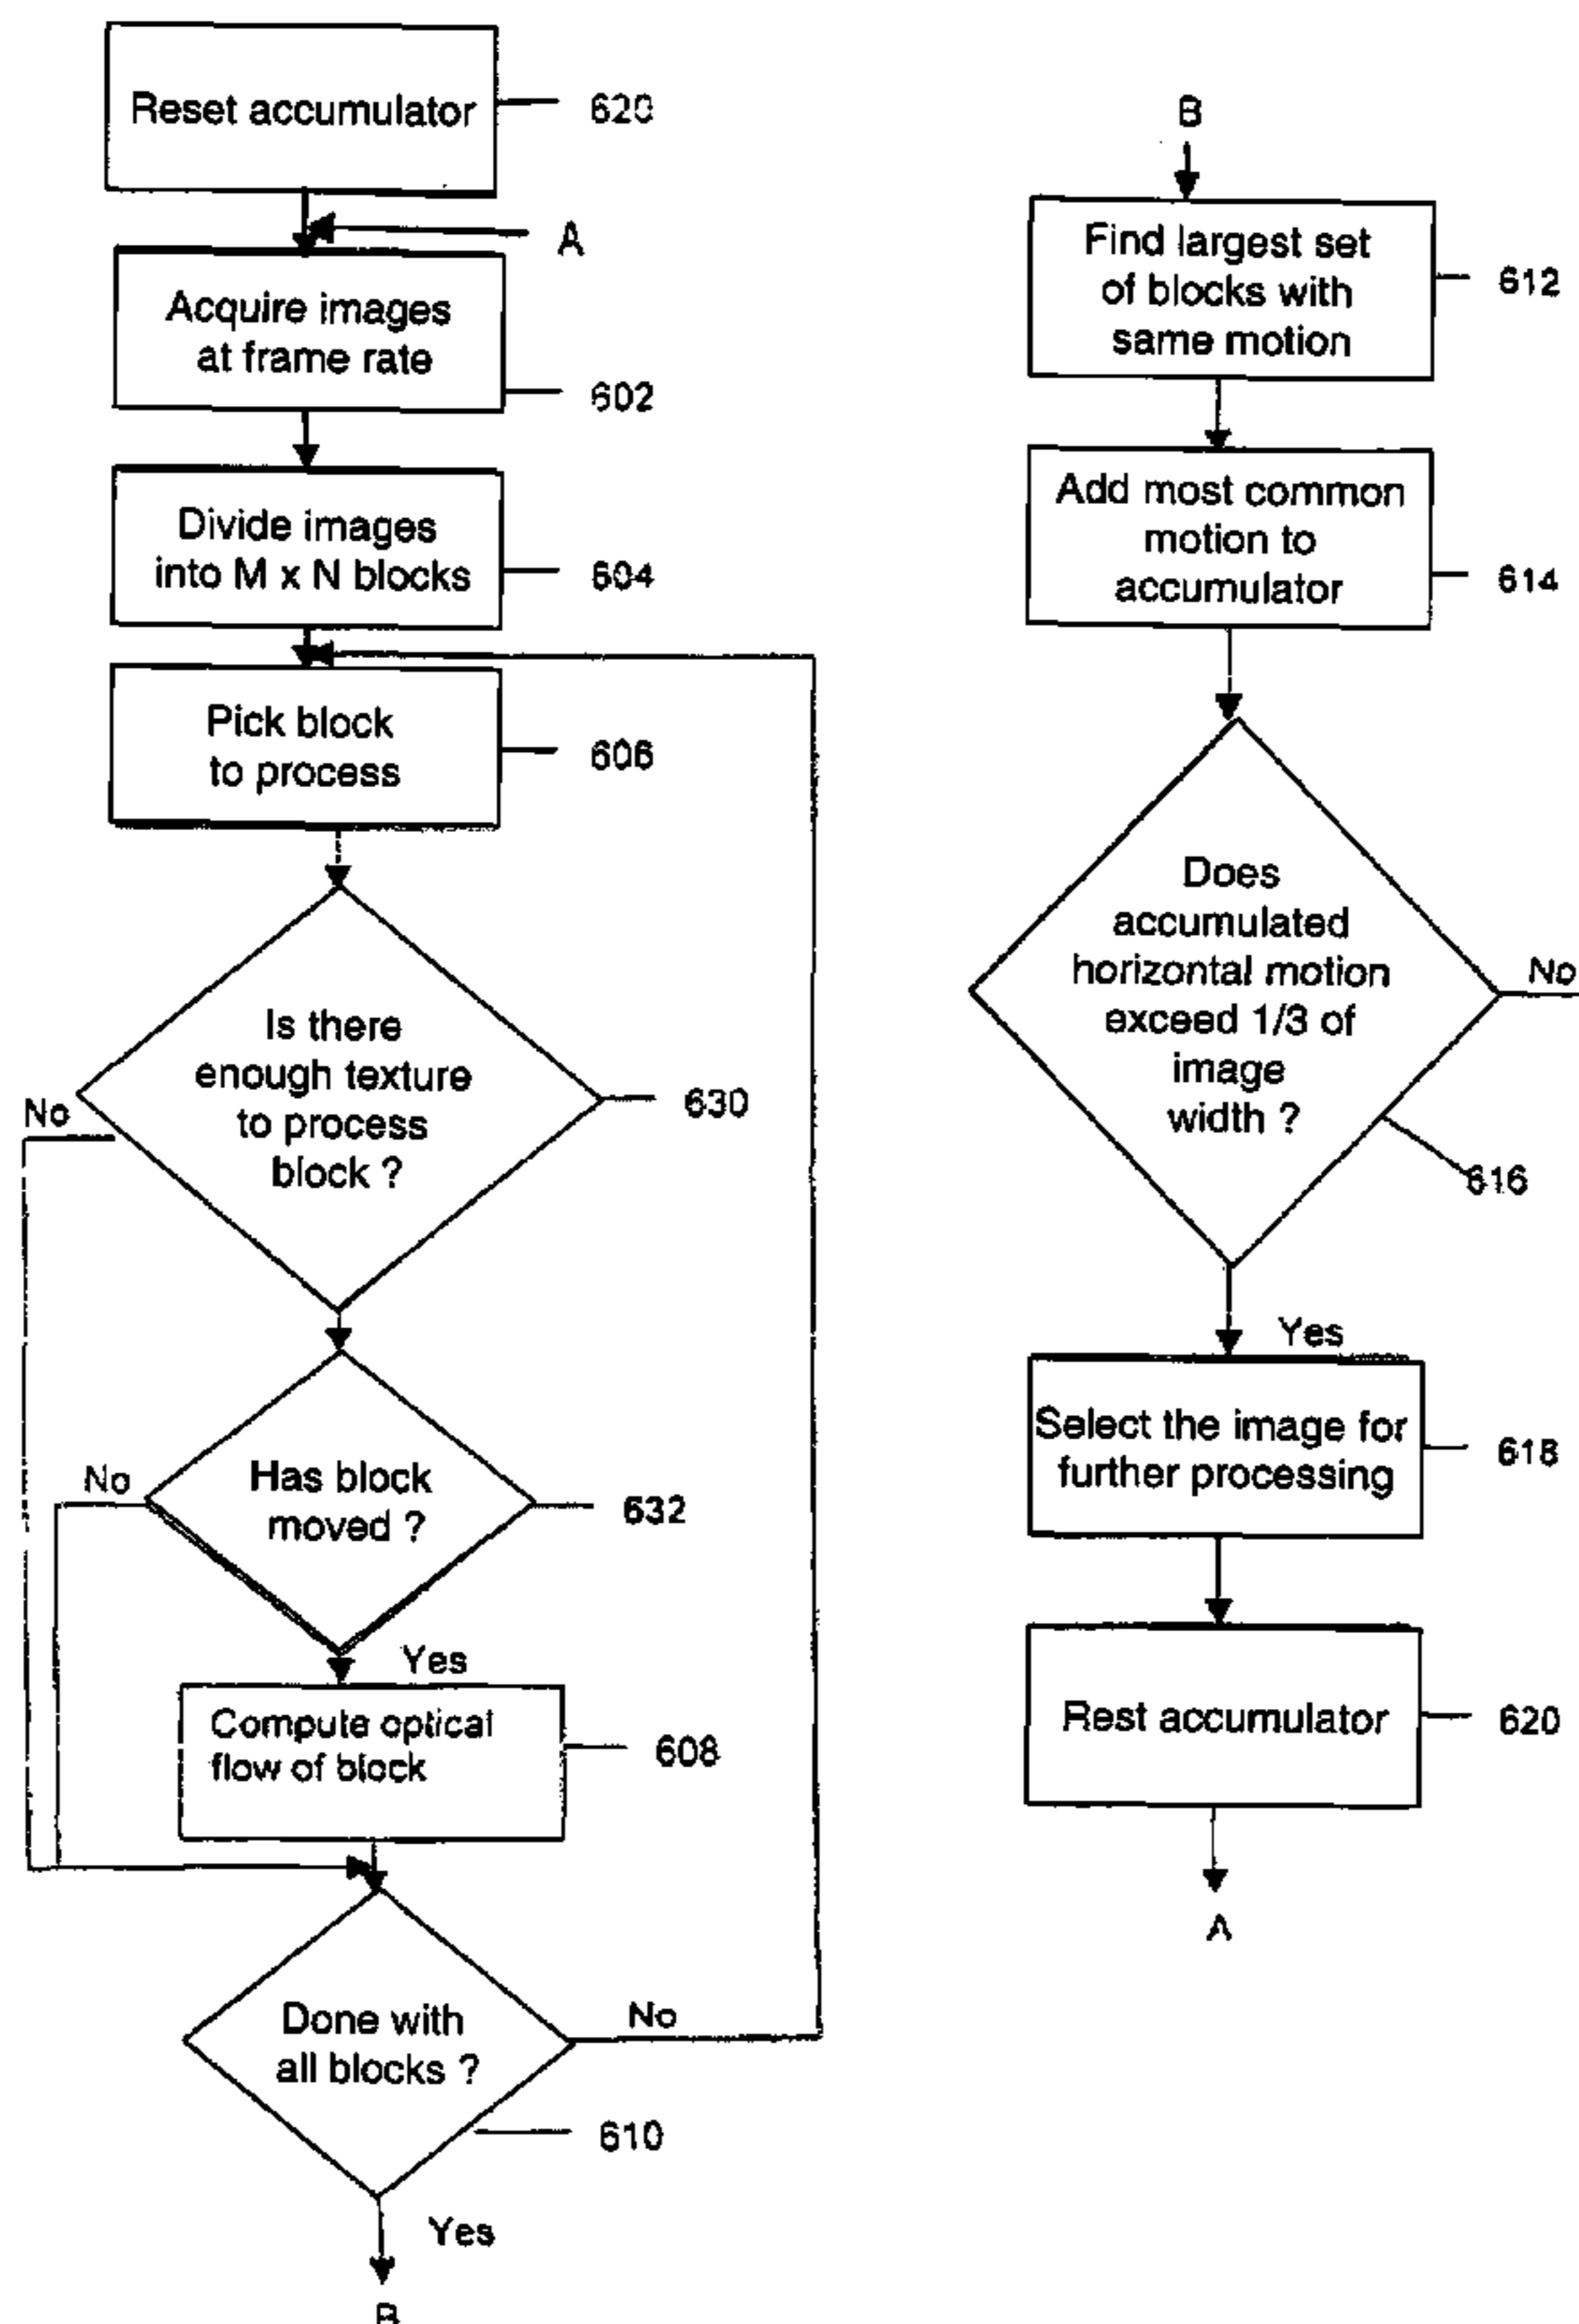 Reset accumulator
620
A
Acquire images
at frame rate
602
Divide images
into M x N blocks
604
Pick block
to process
606
Is there
enough texture
to process
block ?
630
No
Has block
moved ?
632
No
Yes
Compute optical
flow of block
608
Done with
all blocks ?
No
610
Yes
B
B
Find largest set
of blocks with
same motion
612
Add most common
motion to
accumulator
614
Does
accumulated
horizontal motion
exceed 1/3 of
image
width ?
No
616
Yes
Select the image for
further processing
618
Rest accumulator
620
A